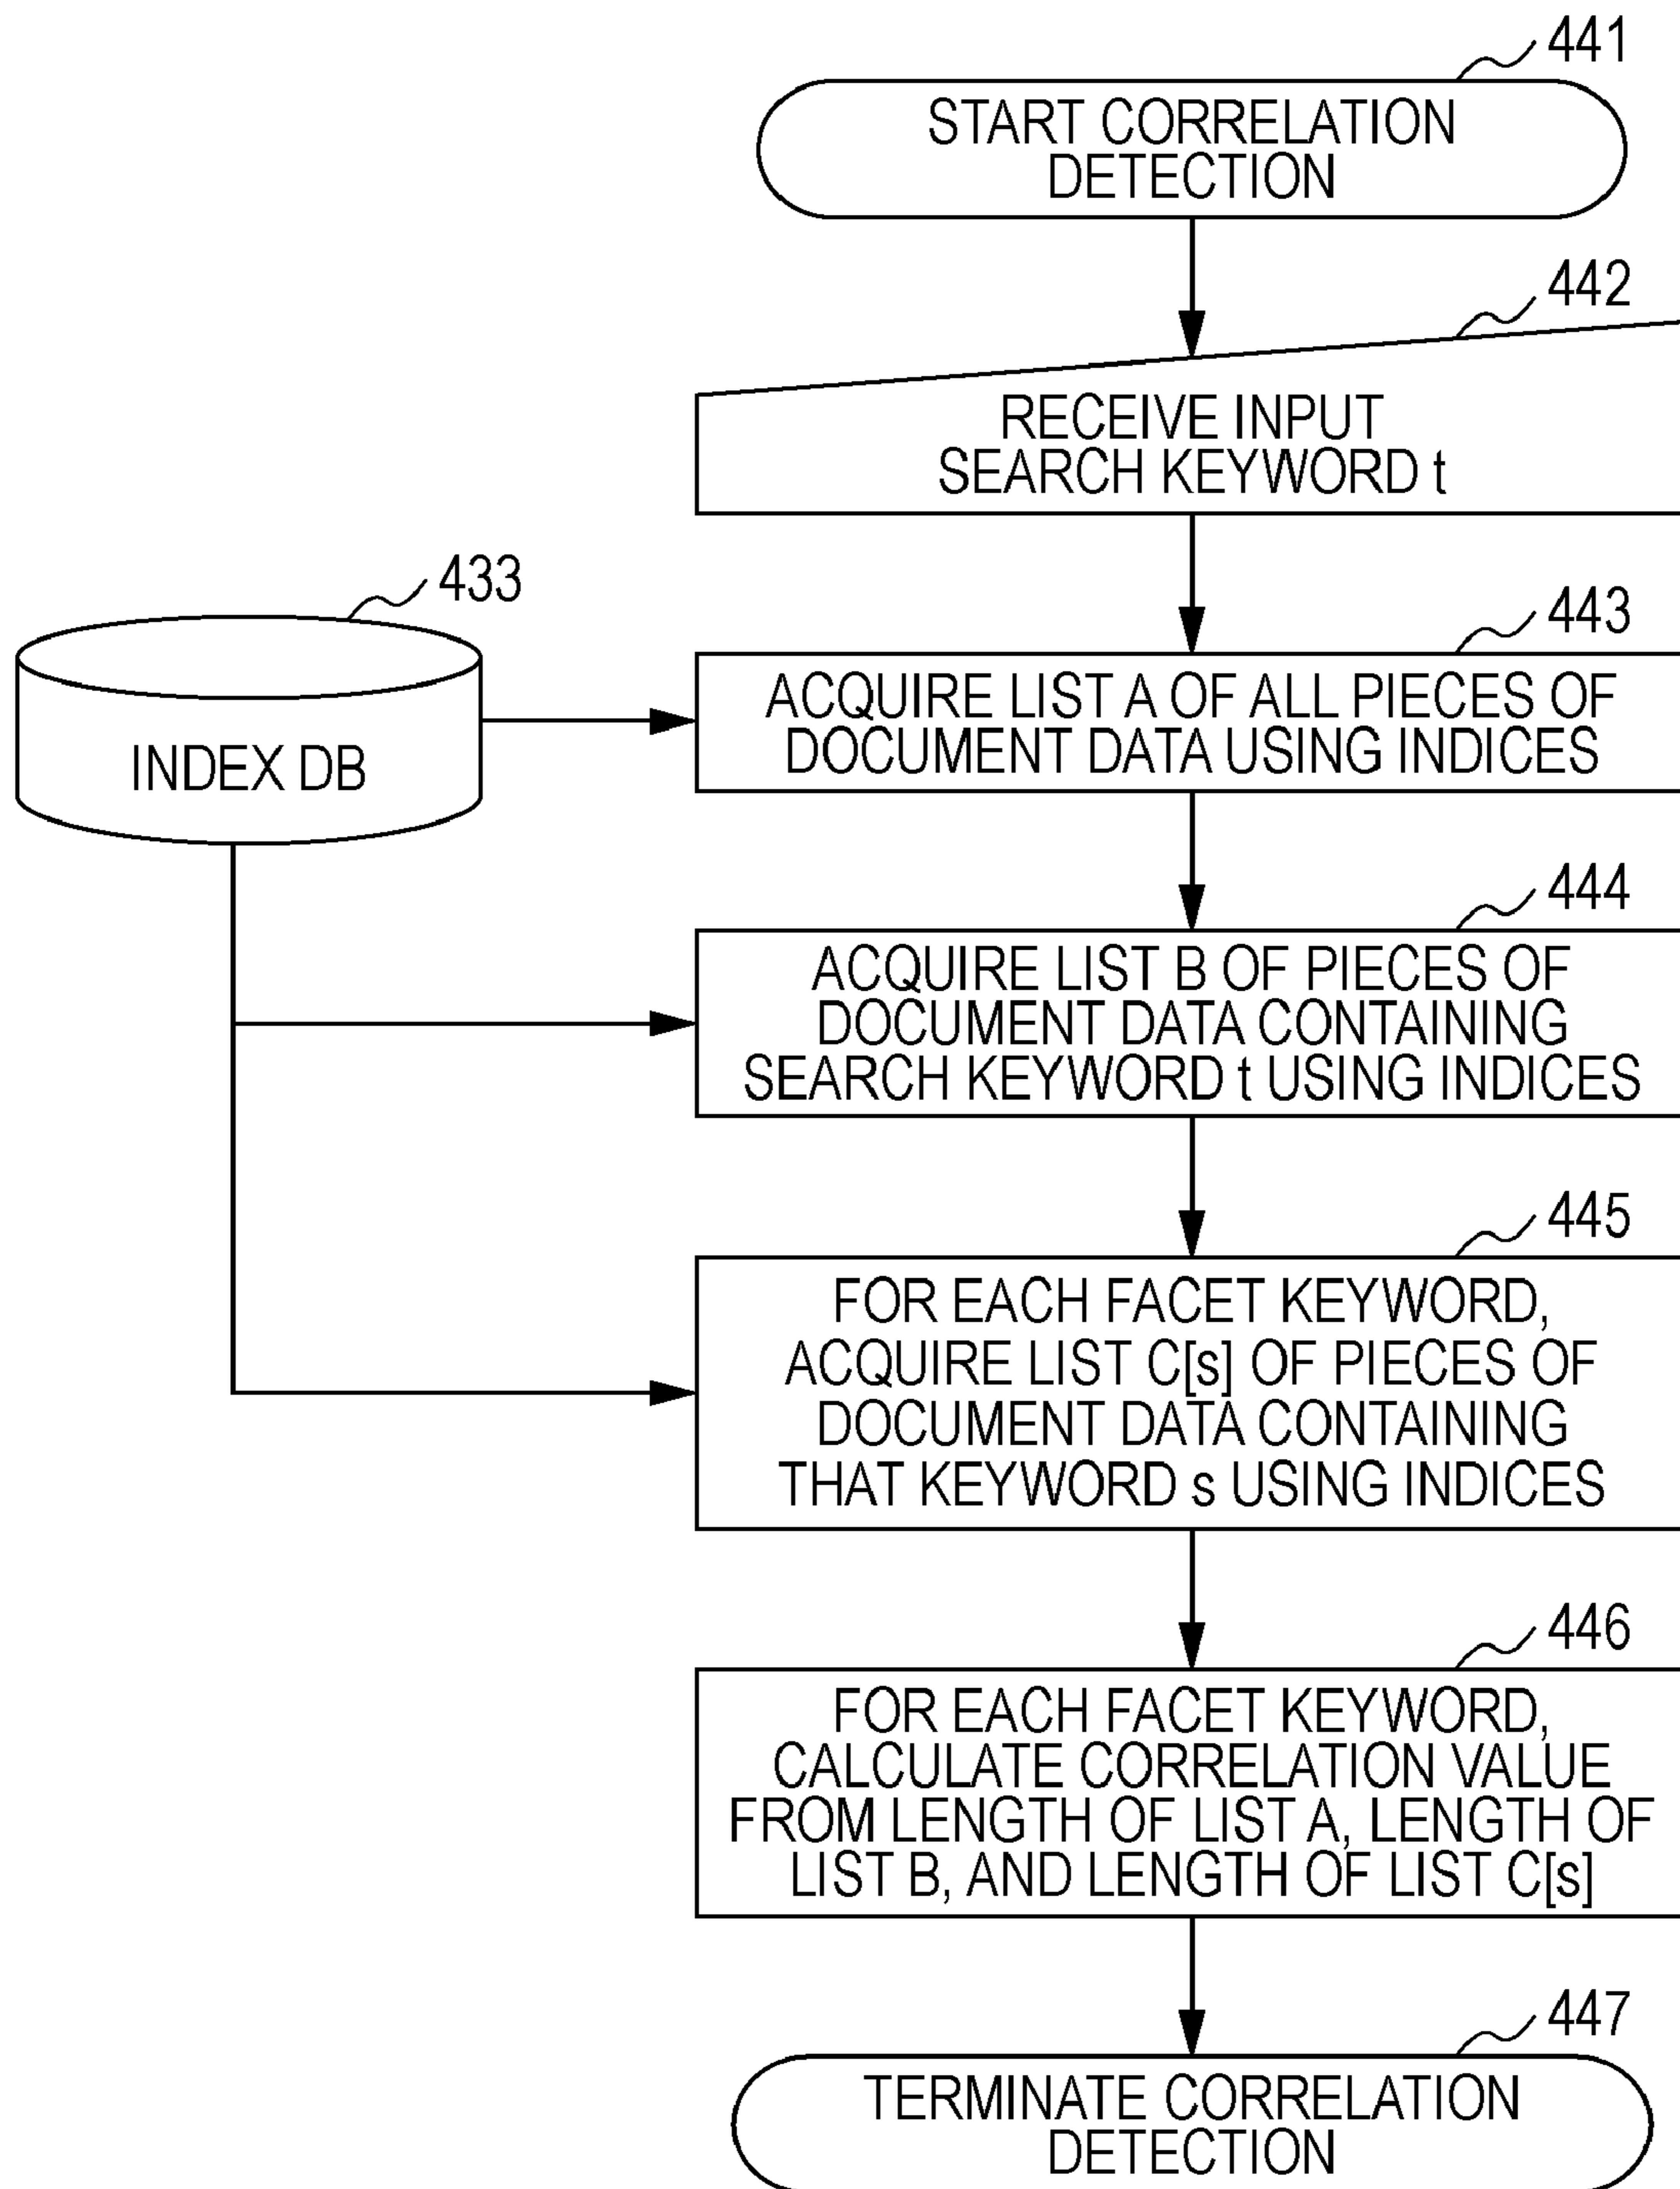 441
START CORRELATION
DETECTION
442
RECEIVE INPUT
SEARCH KEYWORD t
433
INDEX DB
443
ACQUIRE LIST A OF ALL PIECES OF
DOCUMENT DATA USING INDICES
444
ACQUIRE LIST B OF PIECES OF
DOCUMENT DATA CONTAINING
SEARCH KEYWORD t USING INDICES
445
FOR EACH FACET KEYWORD,
ACQUIRE LIST C[s] OF PIECES OF
DOCUMENT DATA CONTAINING
THAT KEYWORD s USING INDICES
446
FOR EACH FACET KEYWORD,
CALCULATE CORRELATION VALUE
FROM LENGTH OF LIST A, LENGTH OF
LIST B, AND LENGTH OF LIST C[s]
447
TERMINATE CORRELATION
DETECTION